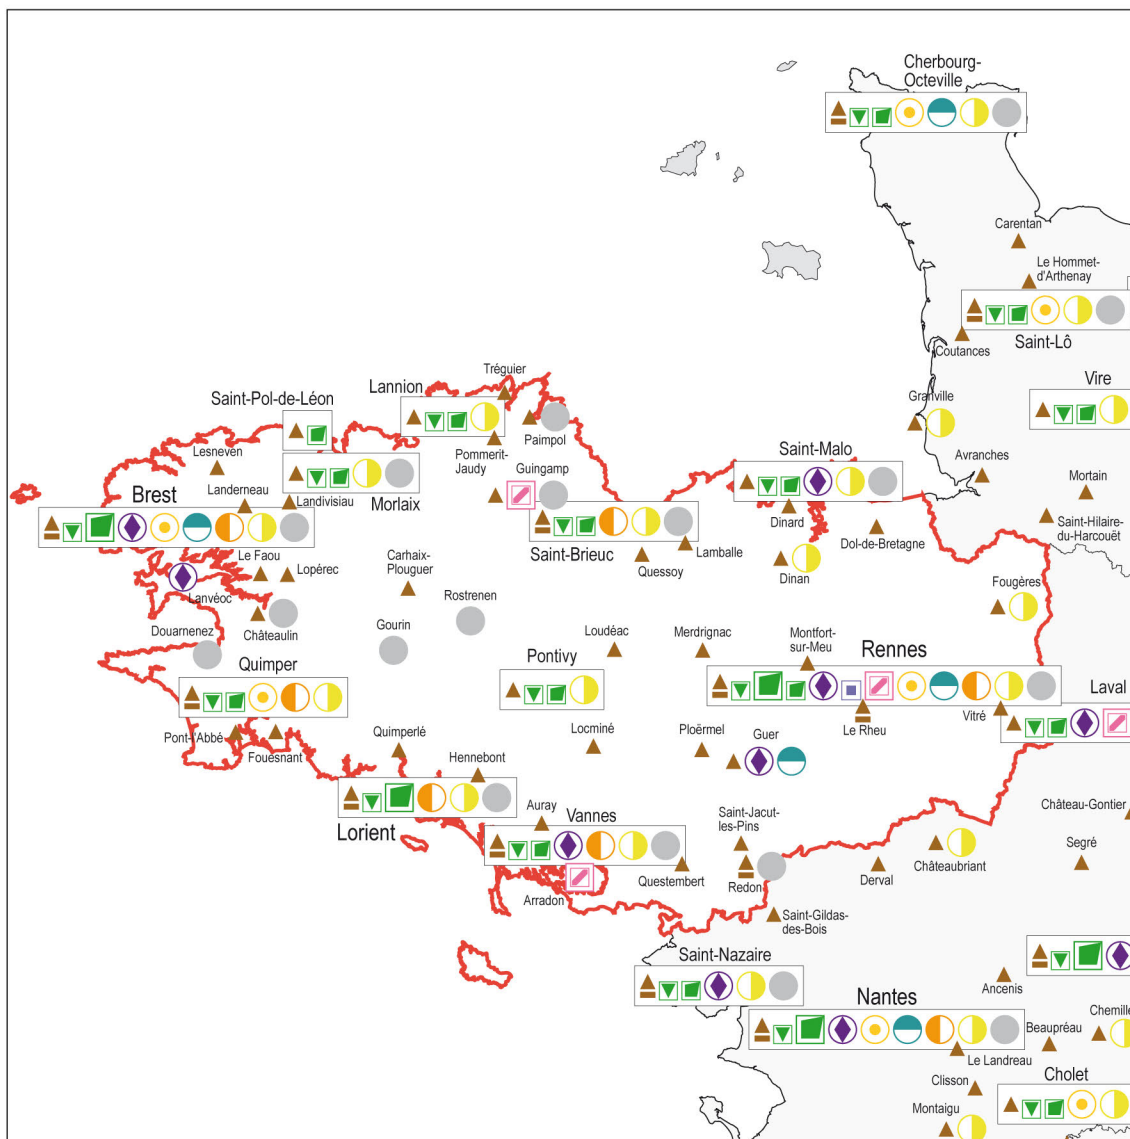 Cherbourg-
Octeville
Carentan
Le Hommet-
d'Arthenay
Saint-Lô
Coutances
Tréguier
Lannion
Saint-Pol-de-Léon
Vire
Granville
Paimpol
Pommerit-
Jaudy
Lesneven
Saint-Malo
Avranches
Guingamp
Mortain
Brest
Landerneau
Landivisiau
Morlaix
Dinard
Saint-Hilaire-
du-Harcouët
Dol-de-Bretagne
Saint-Brieuc
Lamballe
Quessoy
Le Faou
Lopérec
Carhaix-
Plouguer
Dinan
Fougères
Lanvéoc
Rostrenen
Châteaulin
Douarnenez
Gourin
Loudéac
Merdrignac
Montfort-
sur-Meu
Rennes
Quimper
Pontivy
Laval
Vitré
Le Rheu
Pont-l'Abbé
Fouesnant
Quimperlé
Locminé
Ploërmel
Guer
Hennebont
Château-Gontier
Auray
Vannes
Saint-Jacut-
les-Pins
Lorient
Segré
Châteaubriant
Questembert
Redon
Derval
Arradon
Saint-Gildas-
des-Bois
Saint-Nazaire
Ancenis
Nantes
Chemillé
Beaupréau
Le Landreau
Cholet
Clisson
Montaigu